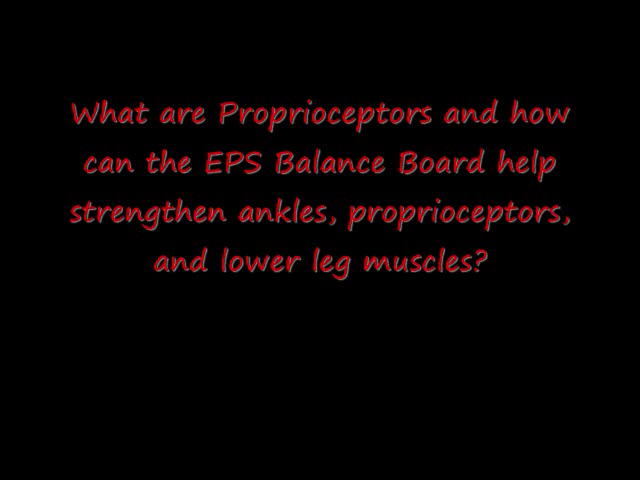 What are Proprioceptors and how
can the EPS Balance Board help
strengthen ankles, proprioceptors,
and lower leg muscles?